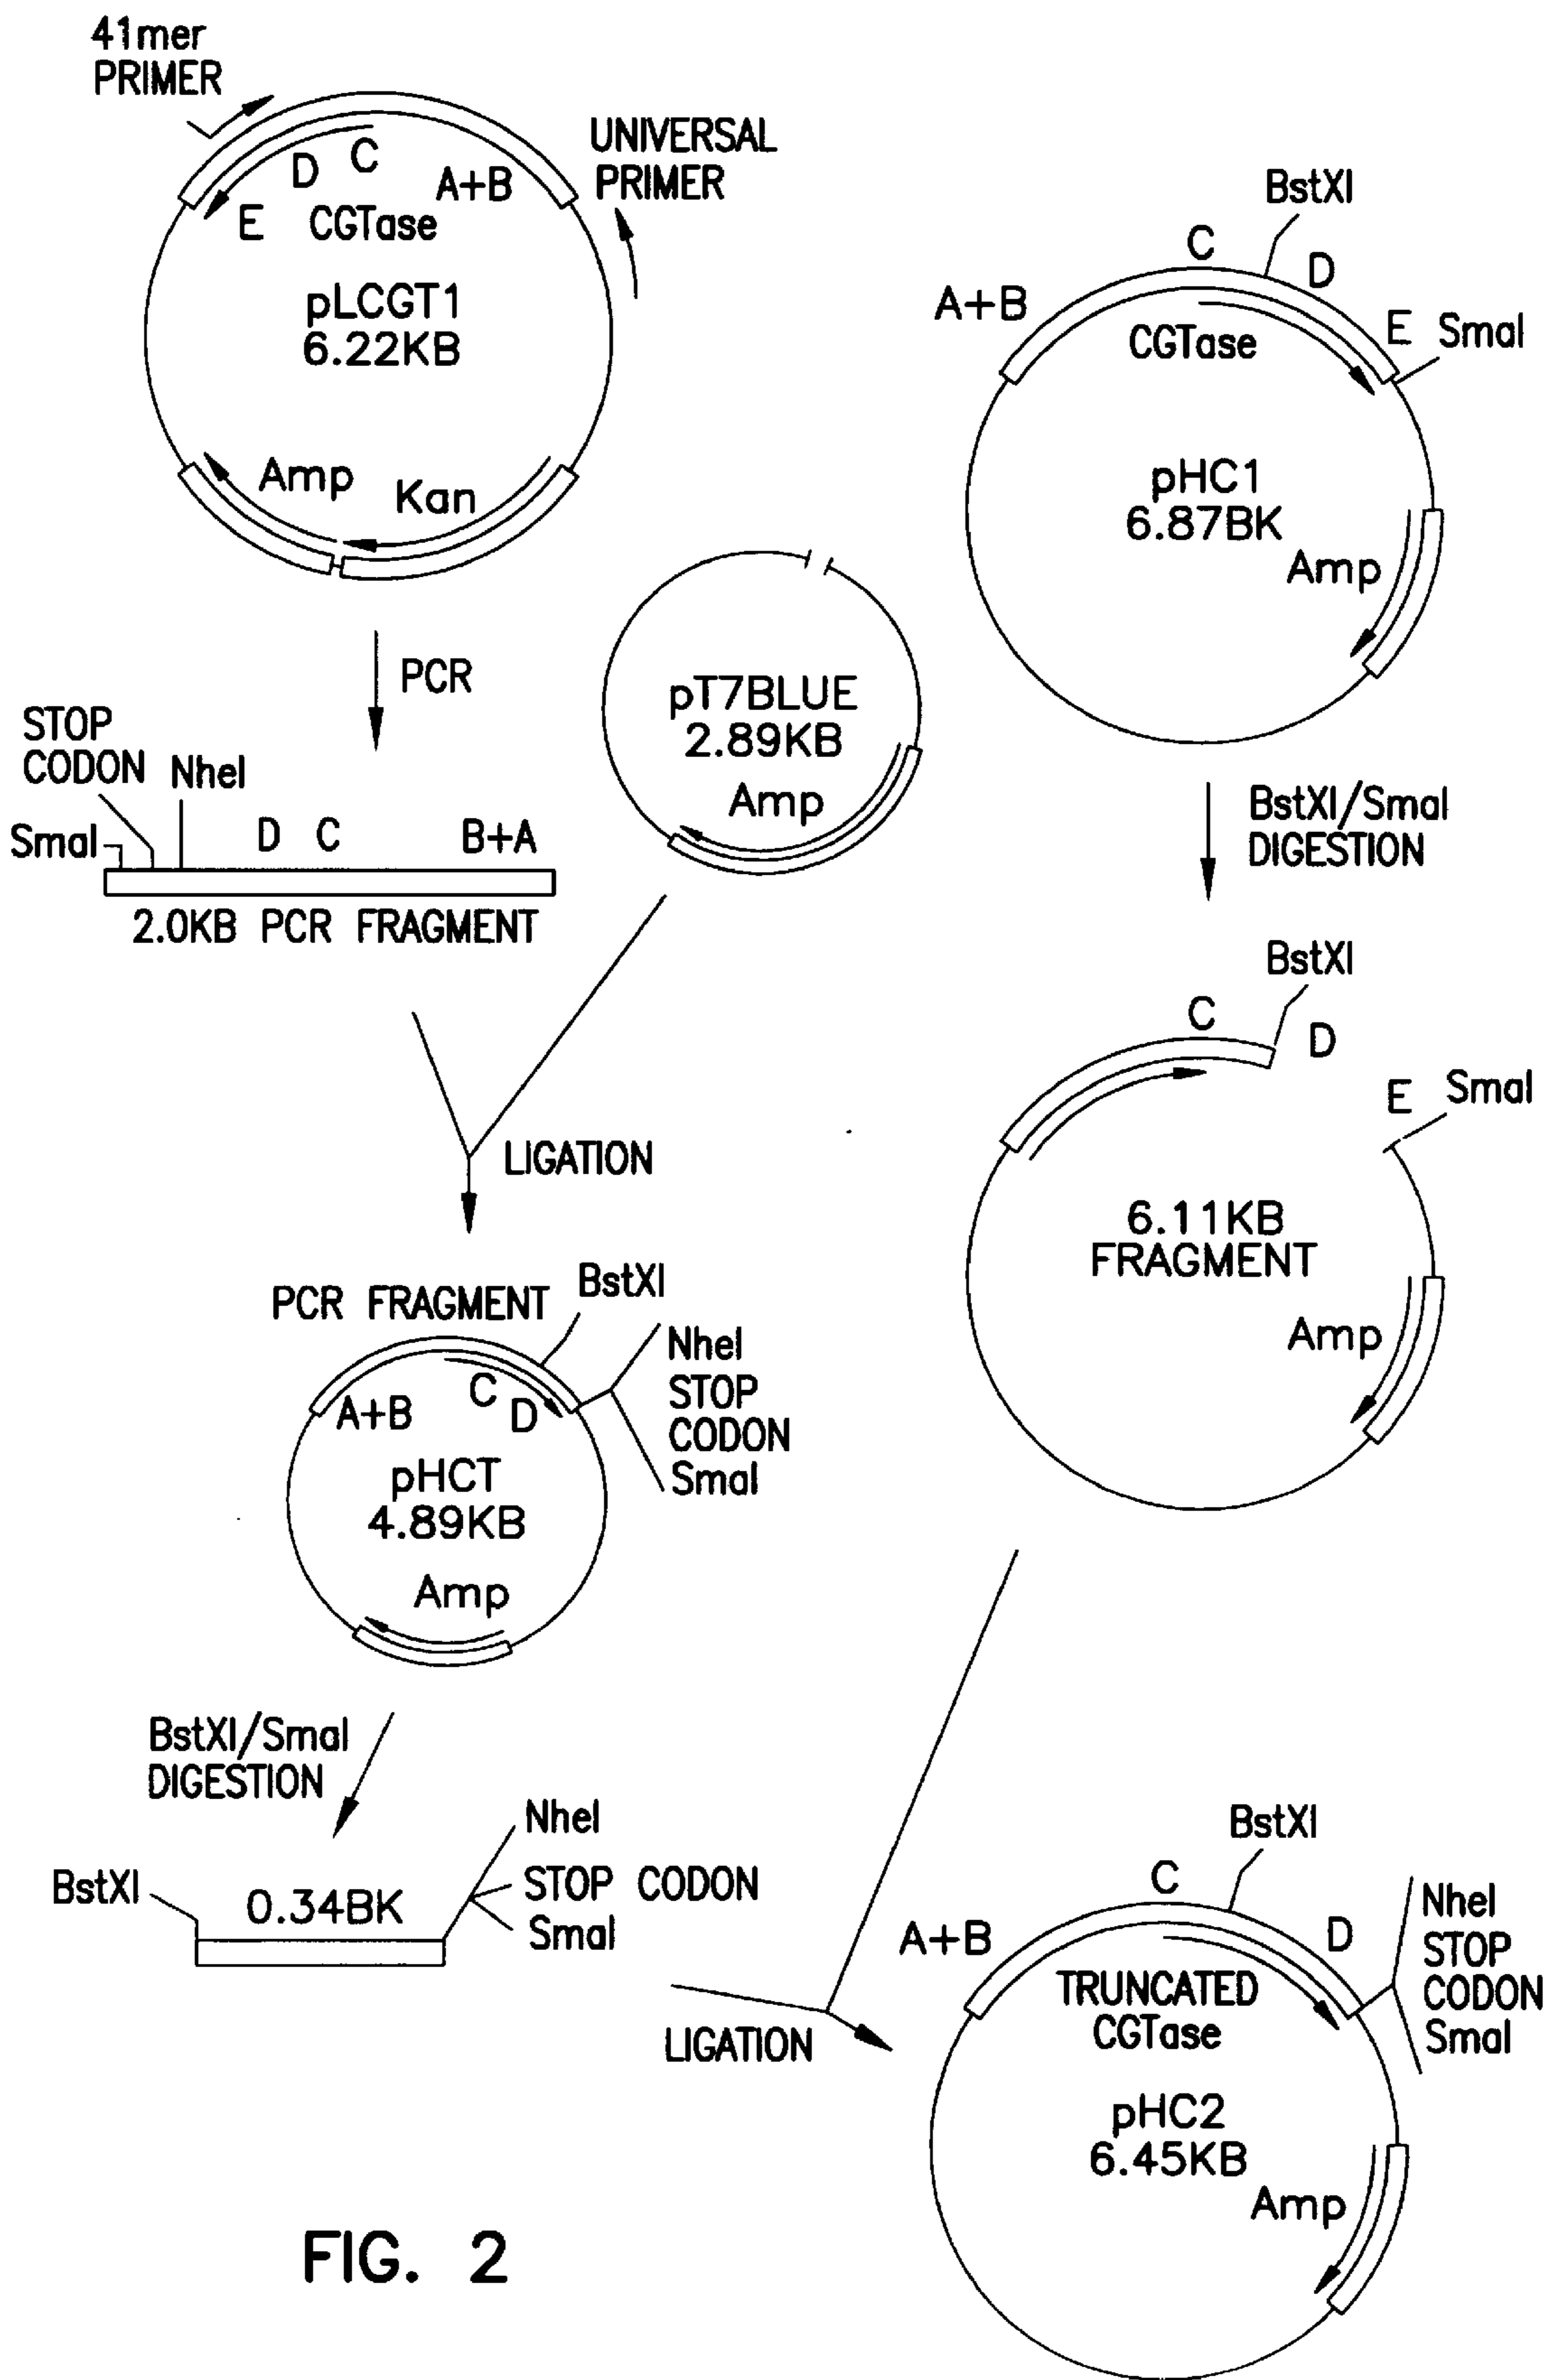 41mer
PRIMER
UNIVERSAL
PRIMER
D C
A+B
E CGTase
pLCGT1
6.22KB
Amp
Kan
PCR
STOP
CODON NheI
SmaI
D C B+A
2.0KB PCR FRAGMENT
pT7BLUE
2.89KB
Amp
BstXI
C
D
A+B
E SmaI
CGTase
pHC1
6.87BK
Amp
BstXI/SmaI
DIGESTION
BstXI
C
D
E SmaI
6.11KB
FRAGMENT
Amp
LIGATION
PCR FRAGMENT
BstXI
NheI
STOP
CODON
SmaI
A+B
C
D
pHCT
4.89KB
Amp
BstXI/SmaI
DIGESTION
BstXI
0.34BK
NheI
STOP CODON
SmaI
LIGATION
BstXI
C
A+B
D
NheI
STOP
CODON
SmaI
TRUNCATED
CGTase
pHC2
6.45KB
Amp
FIG. 2